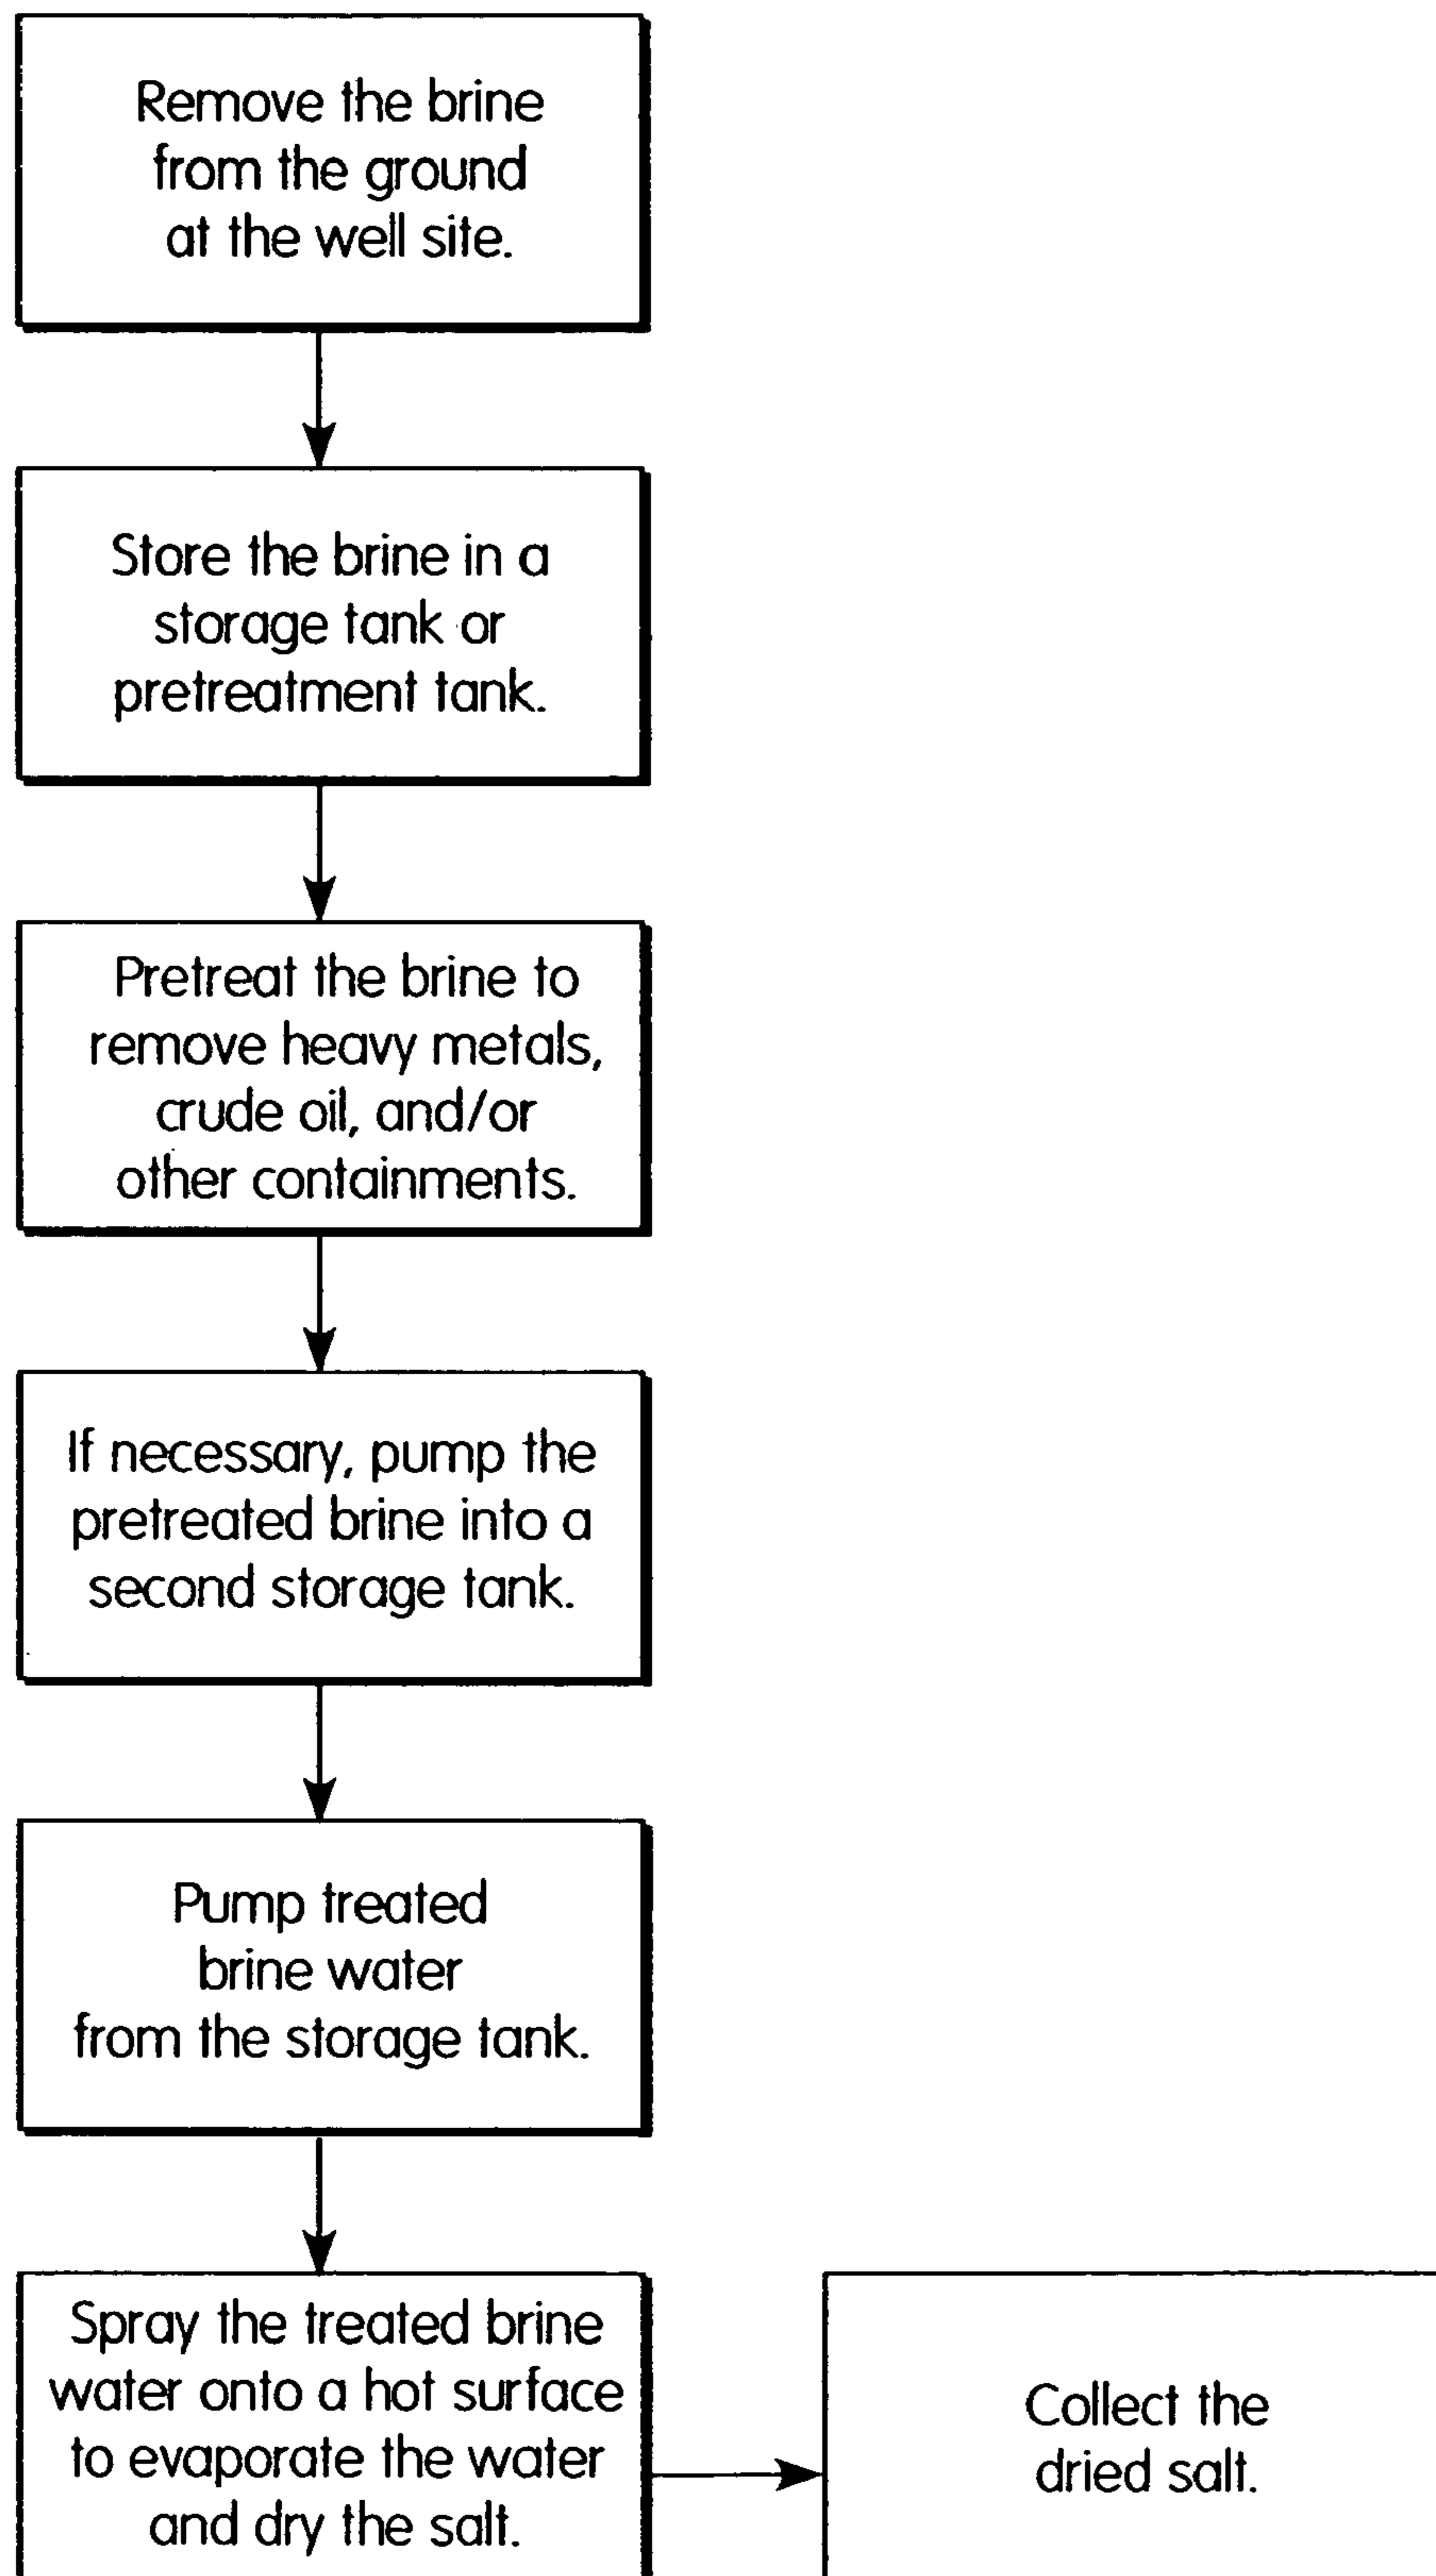 Remove the brine
from the ground
at the well site.
Store the brine in a
storage tank or
pretreatment tank.
Pretreat the brine to
remove heavy metals,
crude oil, and/or
other containments.
If necessary, pump the
pretreated brine into a
second storage tank.
Pump treated
brine water
from the storage tank.
Spray the treated brine
water onto a hot surface
to evaporate the water
and dry the salt.
Collect the
dried salt.